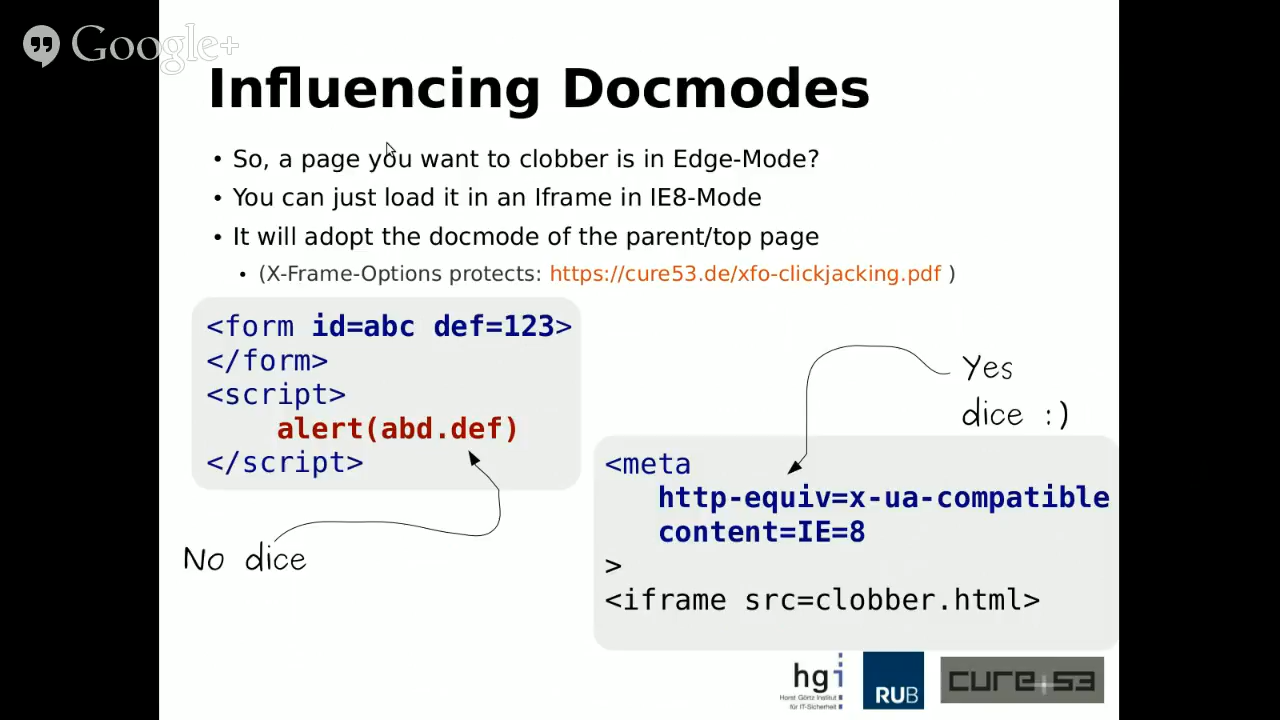 Google+
Influencing Docmodes
• So, a page you want to clobber is in Edge-Mode?
• You can just load it in an Iframe in IE8-Mode
• It will adopt the docmode of the parent/top page
• (X-Frame-Options protects: https://cure53.de/xfo-clickjacking.pdf )
<form id=abc def=123>
</form>
<script>
alert(abd.def)
</script>
No dice
Yes
dice :)
<meta
http-equiv=x-ua-compatible
content=IE=8
>
<iframe src=clobber.html>
hgi
Horst Görtz Institut
für IT-Sicherheit
RUB
cure+53